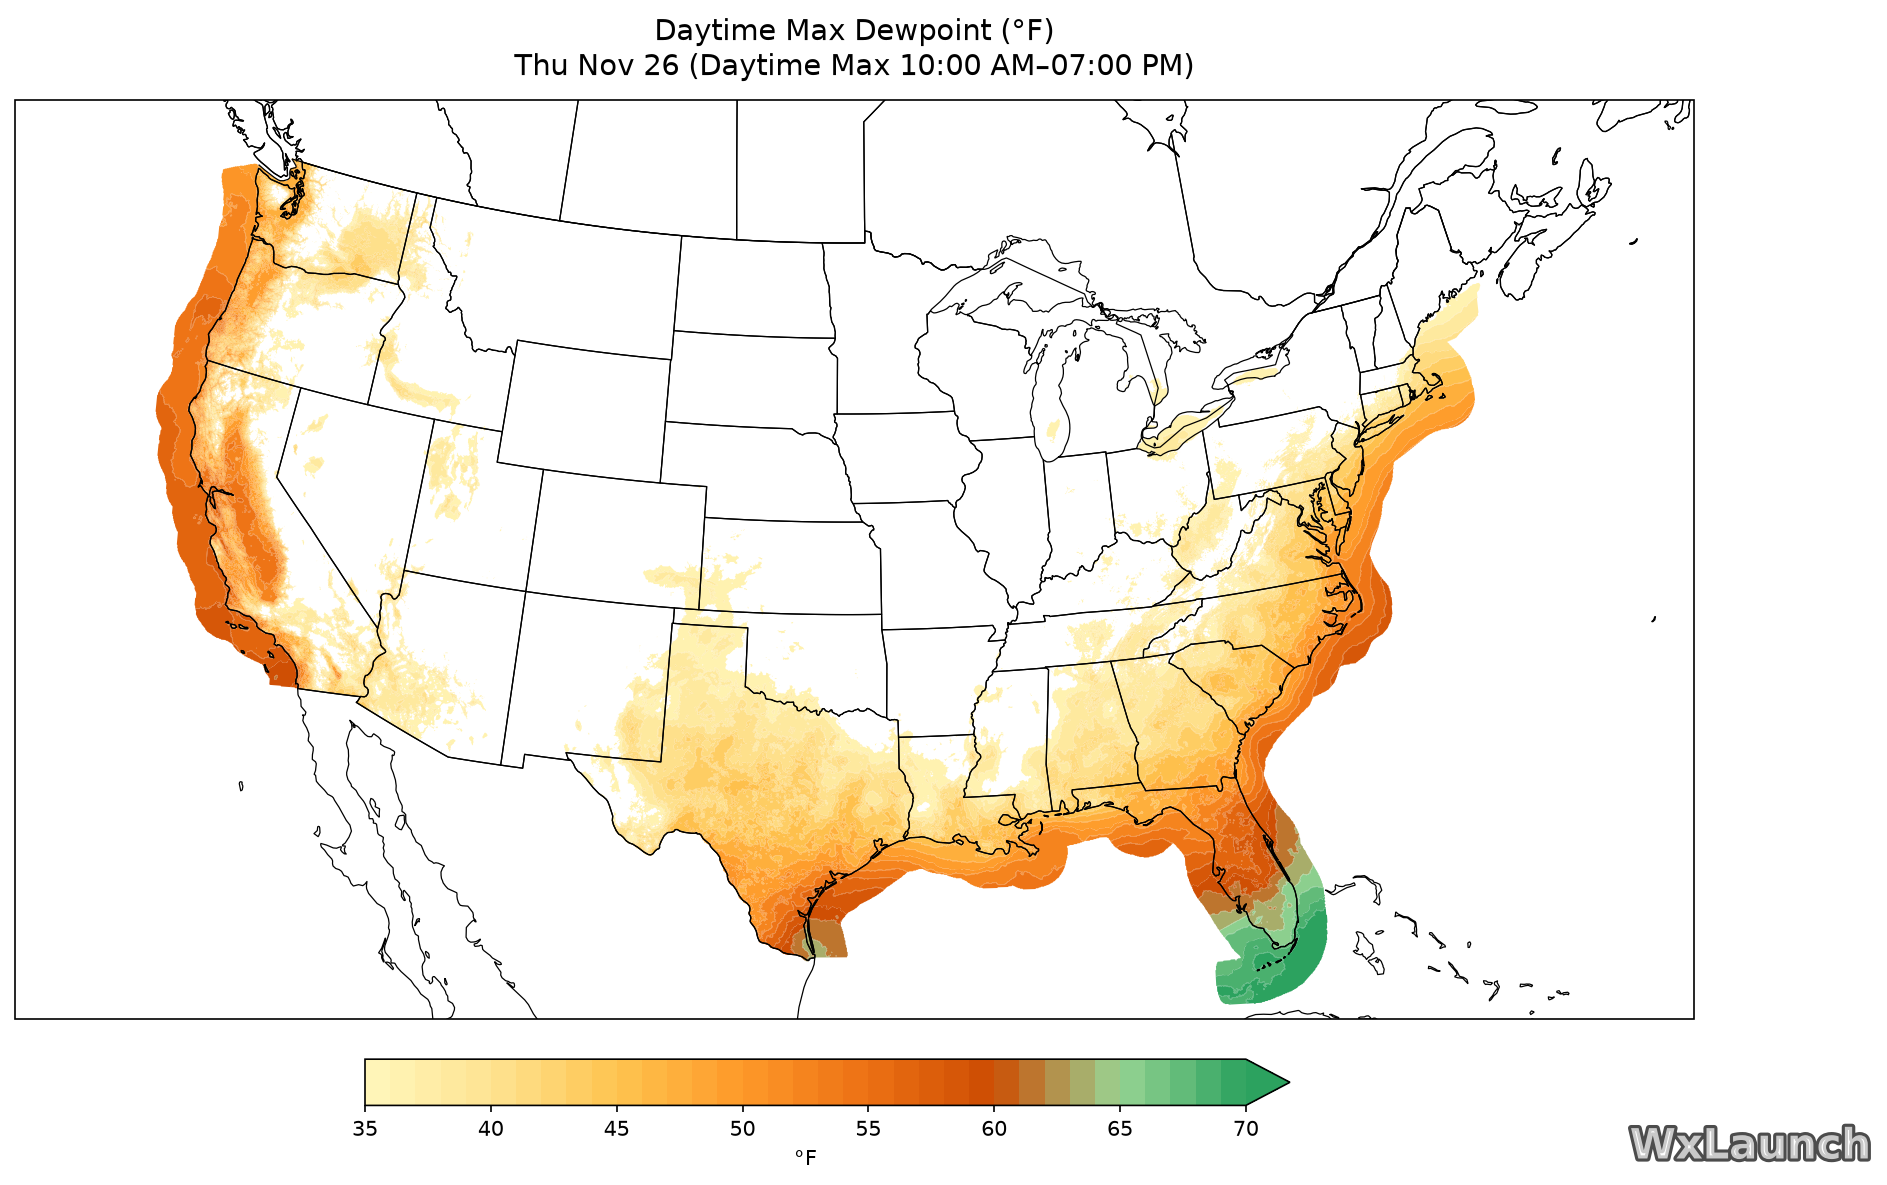 Daytime Max Dewpoint (°F)
Thu Nov 26 (Daytime Max 10:00 AM–07:00 PM)
35 40 45 50 55 60 65 70
°F
WxLaunch